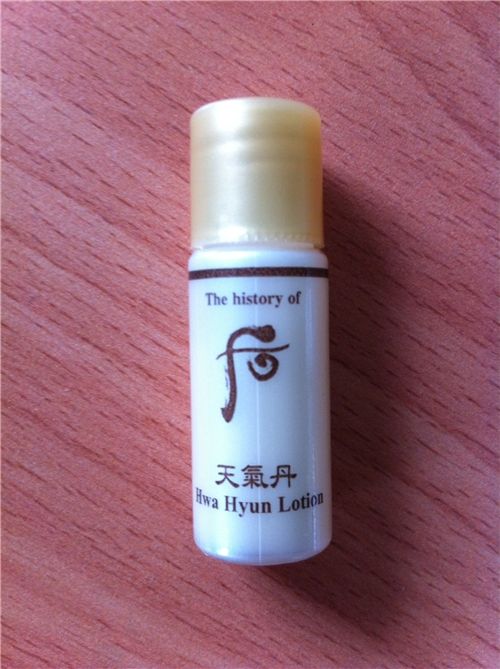 The history of
后
天氣丹
Hwa Hyun Lotion